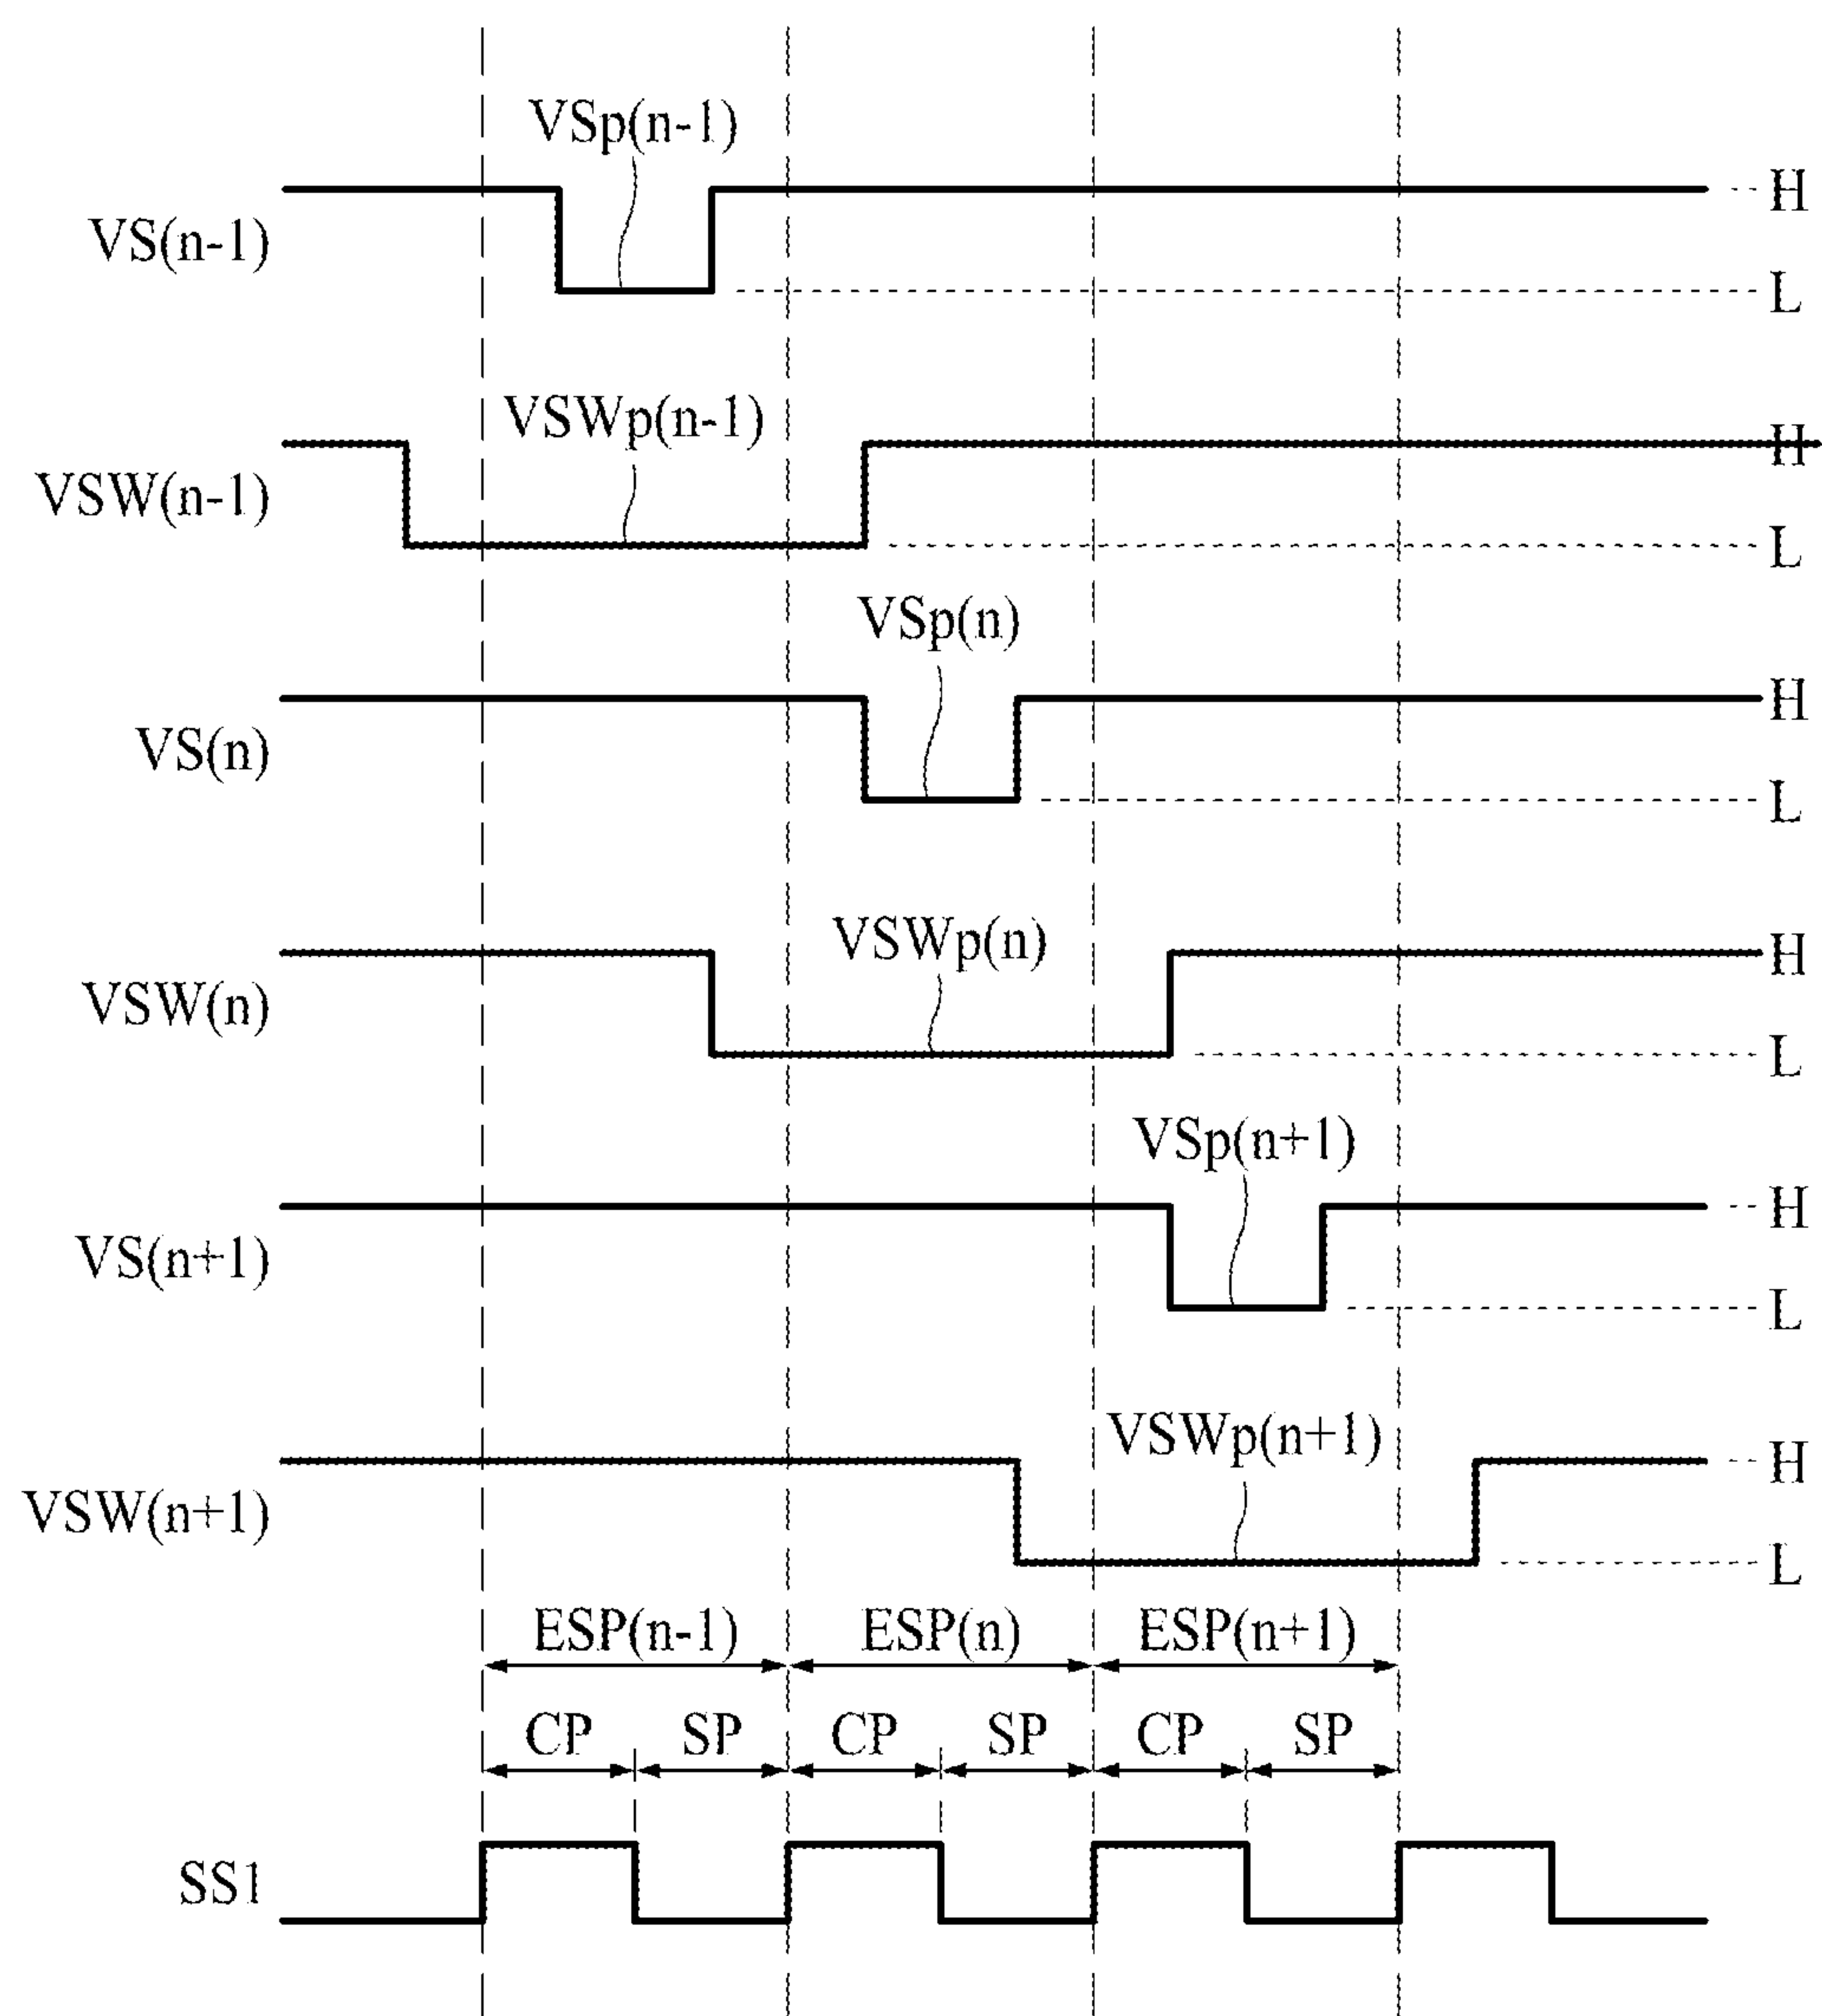 VSp(n-1)
H
VS(n-1)
L
VSWp(n-1)
H
VSW(n-1)
L
VSp(n)
H
VS(n)
L
VSWp(n)
H
VSW(n)
L
VSp(n+1)
H
VS(n+1)
L
VSWp(n+1)
H
VSW(n+1)
L
ESP(n-1) ESP(n) ESP(n+1)
CP SP CP SP CP SP
SS1